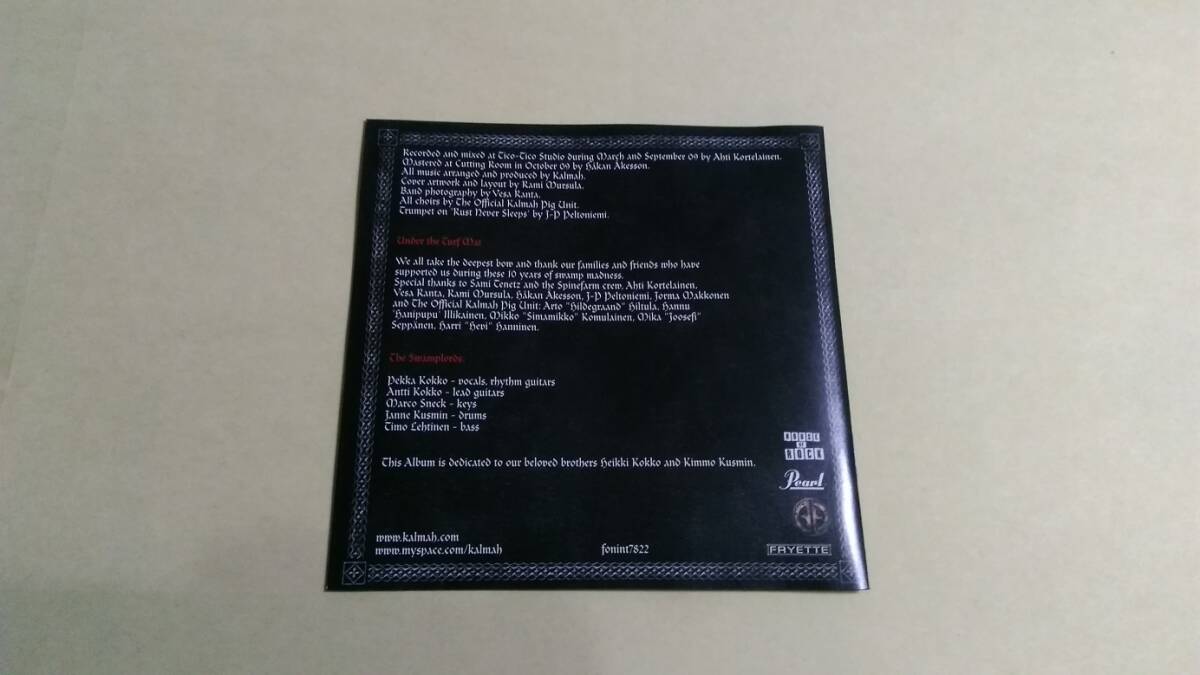 Recorded and mixed at Tico-Tico Studio during March and September 09 by Ahti Kortelainen.
Mastered at Cutting Room in October 09 by Håkan Åkesson.
All music arranged and produced by Kalmah.
Cover artwork and layout by Rami Mursula.
Band photography by Vesa Ranta.
All choirs by The Official Kalmah Pig Unit.
Trumpet on 'Rust Never Sleeps' by J-P Peltoniemi.
Under the Turf Mat
We all take the deepest bow and thank our families and friends who have
supported us during these 10 years of swamp madness.
Special thanks to Sami Tenetz and the Spinefarm crew, Ahti Kortelainen,
Vesa Ranta, Rami Mursula, Håkan Åkesson, J-P Peltoniemi, Jorma Makkonen
and The Official Kalmah Pig Unit: Arto "Hildegraand" Hiltula, Hannu
'Hanipupu' Illikainen, Mikko "Simamikko" Komulainen, Mika "Joosefi"
Seppänen, Harri "Hevi" Hanninen.
The Swamplords:
Pekka Kokko - vocals, rhythm guitars
Antti Kokko - lead guitars
Marco Sneck - keys
Janne Kusmin - drums
Timo Lehtinen - bass
This Album is dedicated to our beloved brothers Heikki Kokko and Kimmo Kusmin.
www.kalmah.com
www.myspace.com/kalmah
fonint7822
OF
ROCK
Pearl
FAYETTE